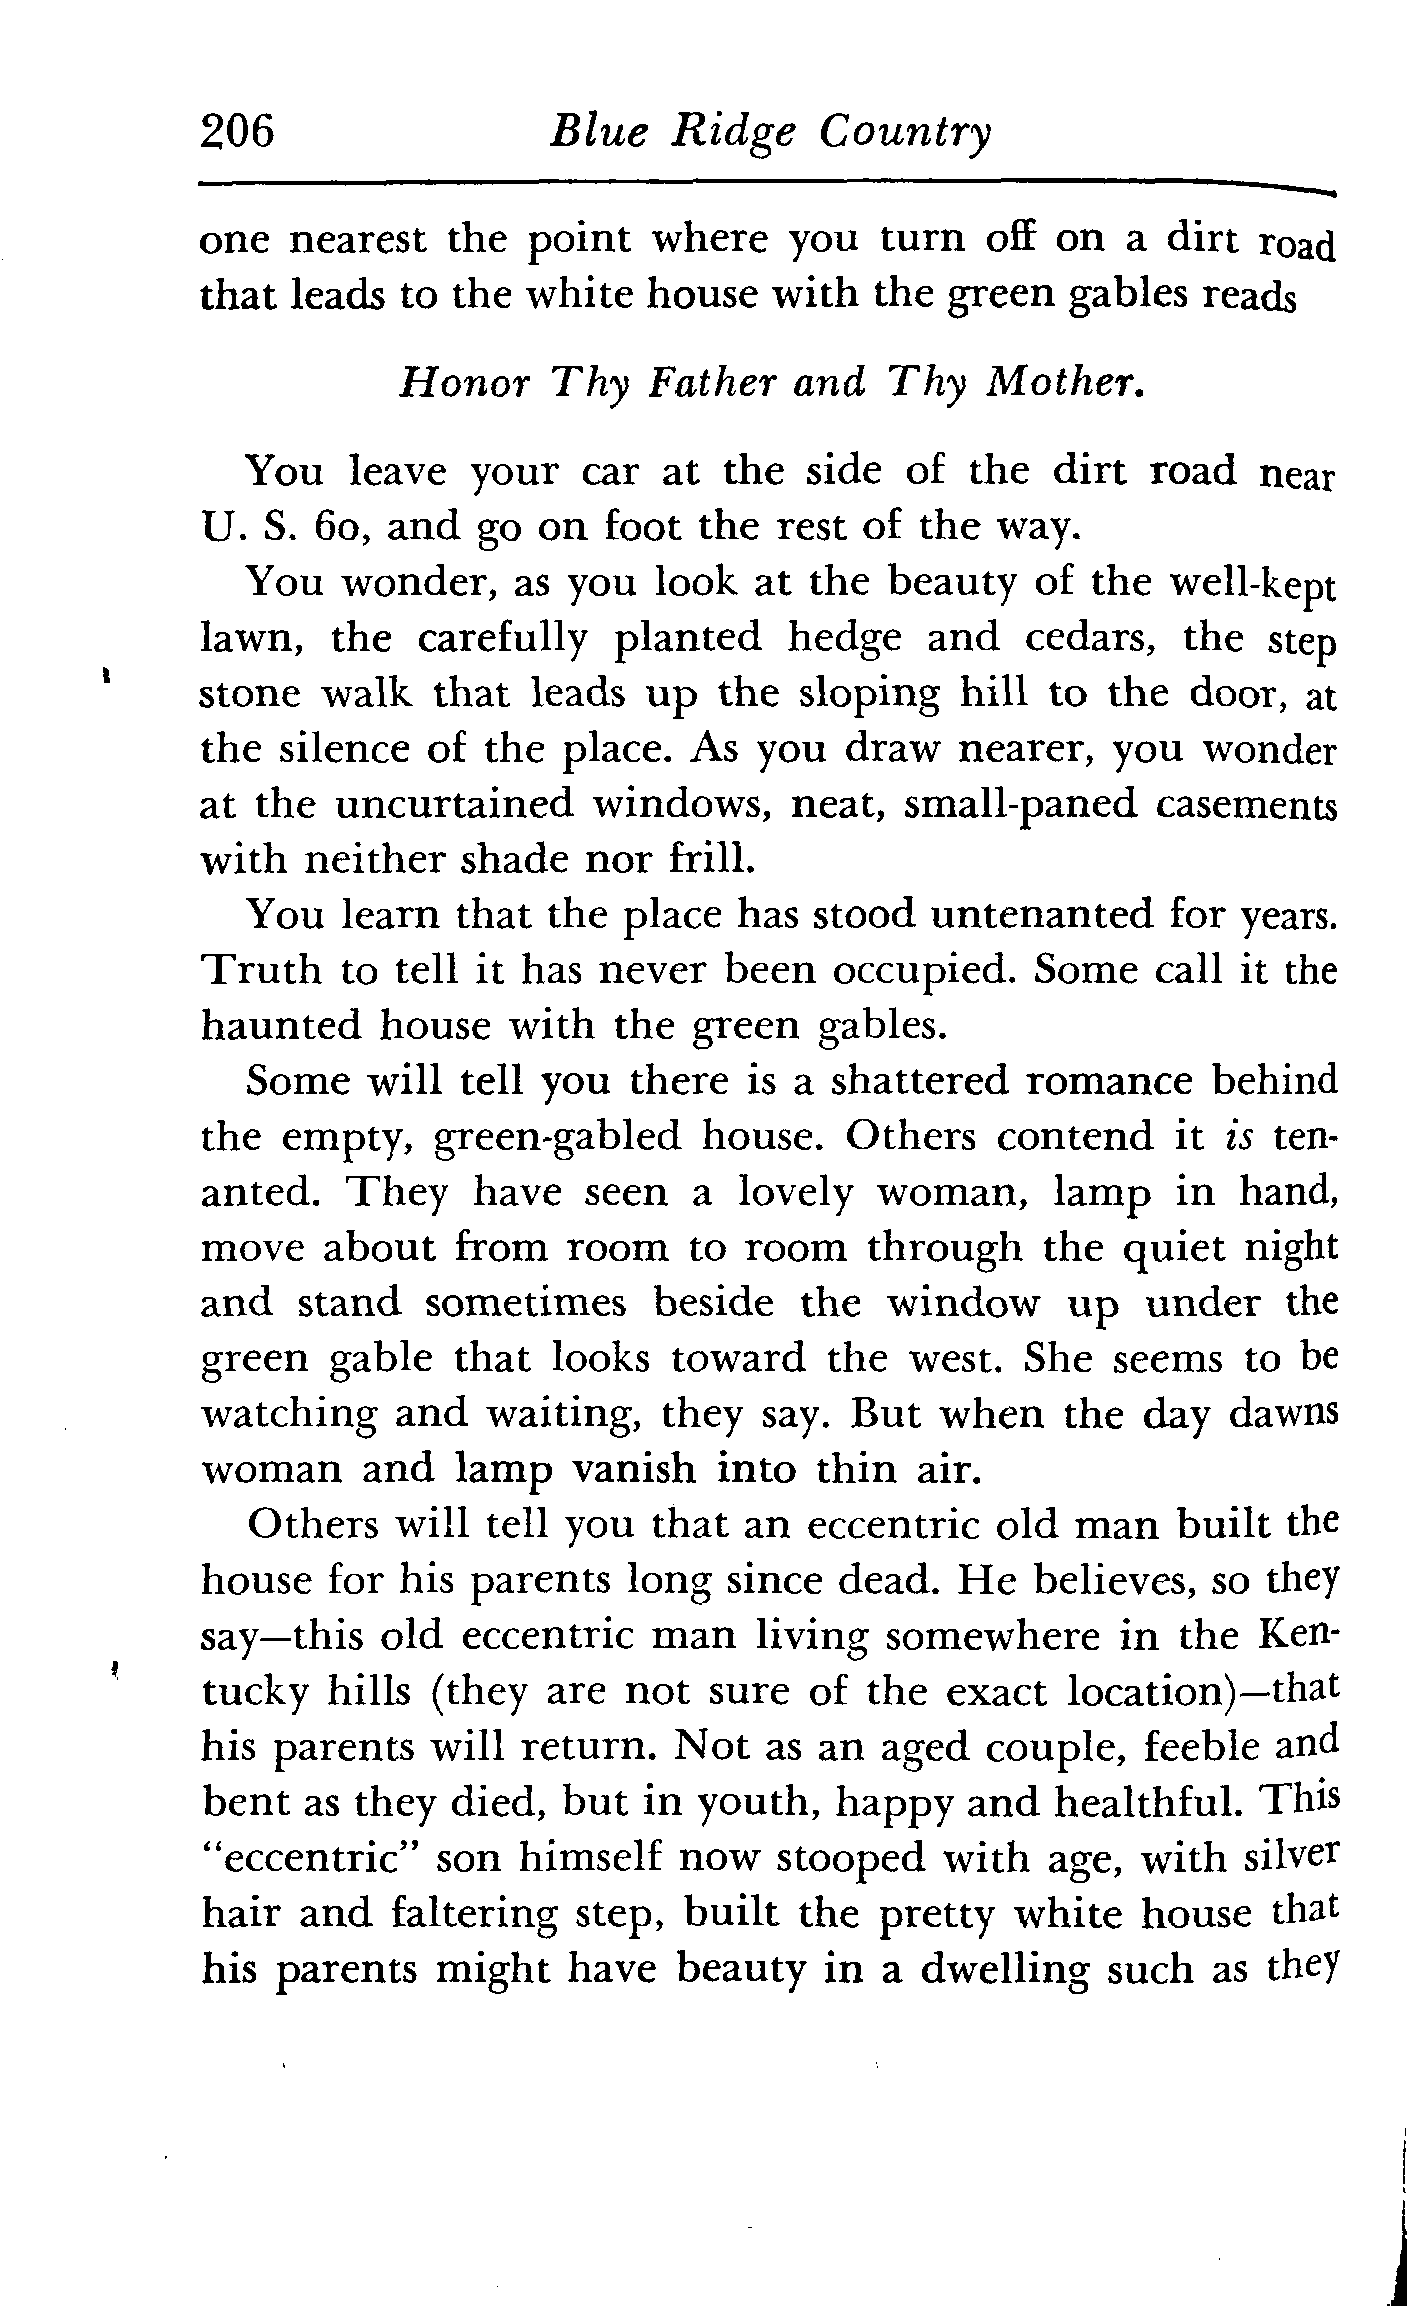 206 Blue Ridge Country
one nearest the point where you turn off on a dirt road
that leads to the white house with the green gables reads
Honor Thy Father and Thy Mother.
You leave your car at the side of the dirt road near
U. S. 60, and go on foot the rest of the way.
You wonder, as you look at the beauty of the well-kept
lawn, the carefully planted hedge and cedars, the step
stone walk that leads up the sloping hill to the door, at
the silence of the place. As you draw nearer, you wonder
at the uncurtained windows, neat, small-paned casements
with neither shade nor frill.
You learn that the place has stood untenanted for years.
Truth to tell it has never been occupied. Some call it the
haunted house with the green gables.
Some will tell you there is a shattered romance behind
the empty, green-gabled house. Others contend it is ten-
anted. They have seen a lovely woman, lamp in hand,
move about from room to room through the quiet night
and stand sometimes beside the window up under the
green gable that looks toward the west. She seems to be
watching and waiting, they say. But when the day dawns
woman and lamp vanish into thin air.
Others will tell you that an eccentric old man built the
house for his parents long since dead. He believes, so they
say—this old eccentric man living somewhere in the Ken-
tucky hills (they are not sure of the exact location)—that
his parents will return. Not as an aged couple, feeble and
bent as they died, but in youth, happy and healthful. This
"eccentric" son himself now stooped with age, with silver
hair and faltering step, built the pretty white house that
his parents might have beauty in a dwelling such as they